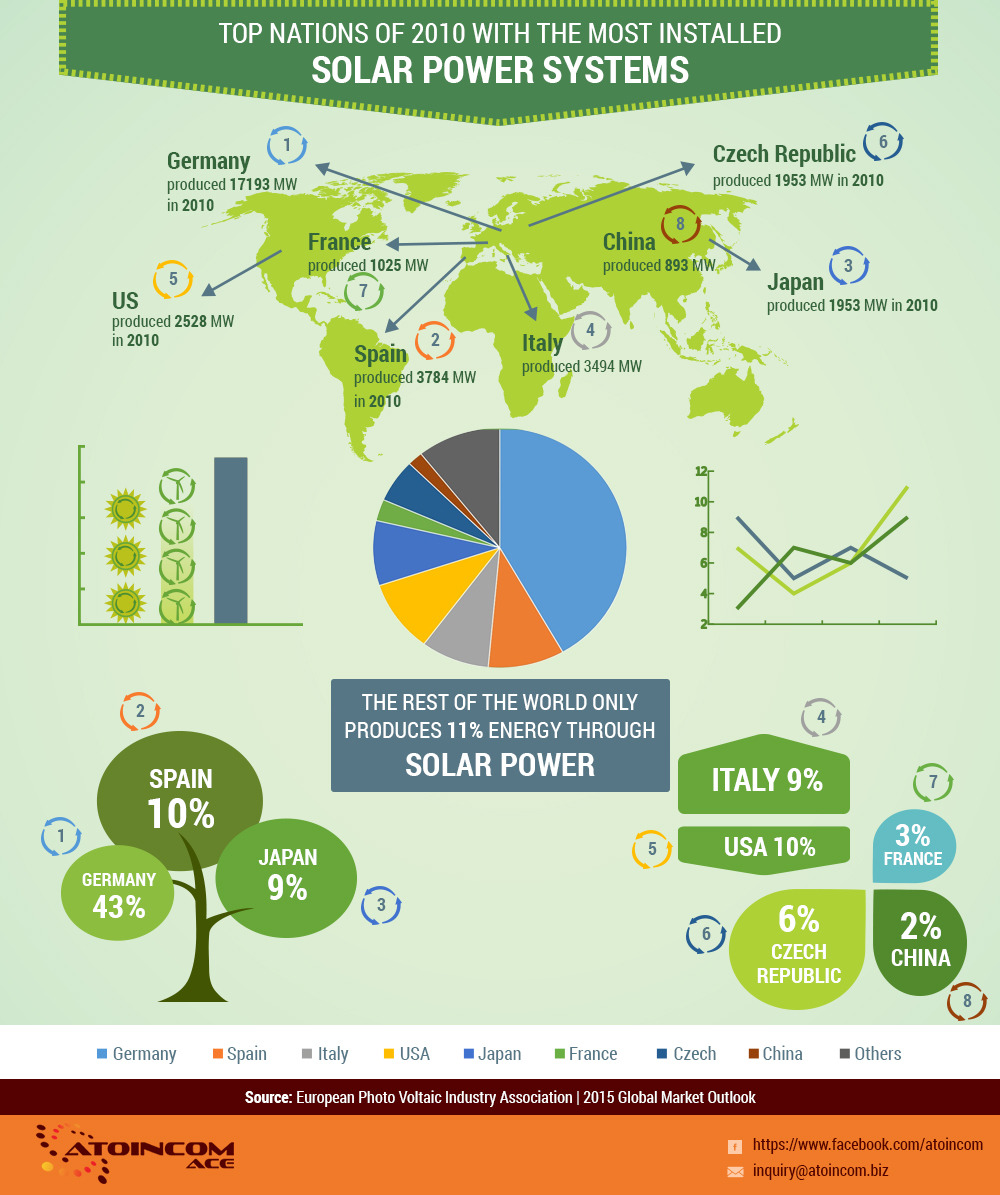 TOP NATIONS OF 2010 WITH THE MOST INSTALLED
SOLAR POWER SYSTEMS
Germany
1
produced 17193 MW
in 2010
Czech Republic
6
produced 1953 MW in 2010
France
produced 1025 MW
7
China
8
produced 893 MW
US
5
produced 2528 MW
in 2010
Japan
3
produced 1953 MW in 2010
Spain
2
produced 3784 MW
in 2010
Italy
4
produced 3494 MW
12
10
8
6
4
2
THE REST OF THE WORLD ONLY
PRODUCES 11% ENERGY THROUGH
SOLAR POWER
2
SPAIN
10%
1
GERMANY
43%
JAPAN
9%
3
4
ITALY 9%
5
USA 10%
7
3%
FRANCE
6
6%
CZECH
REPUBLIC
2%
CHINA
8
Germany Spain Italy USA Japan France Czech China Others
Source: European Photo Voltaic Industry Association | 2015 Global Market Outlook
ATOINCOM
ACE
f https://www.facebook.com/atoincom
inquiry@atoincom.biz